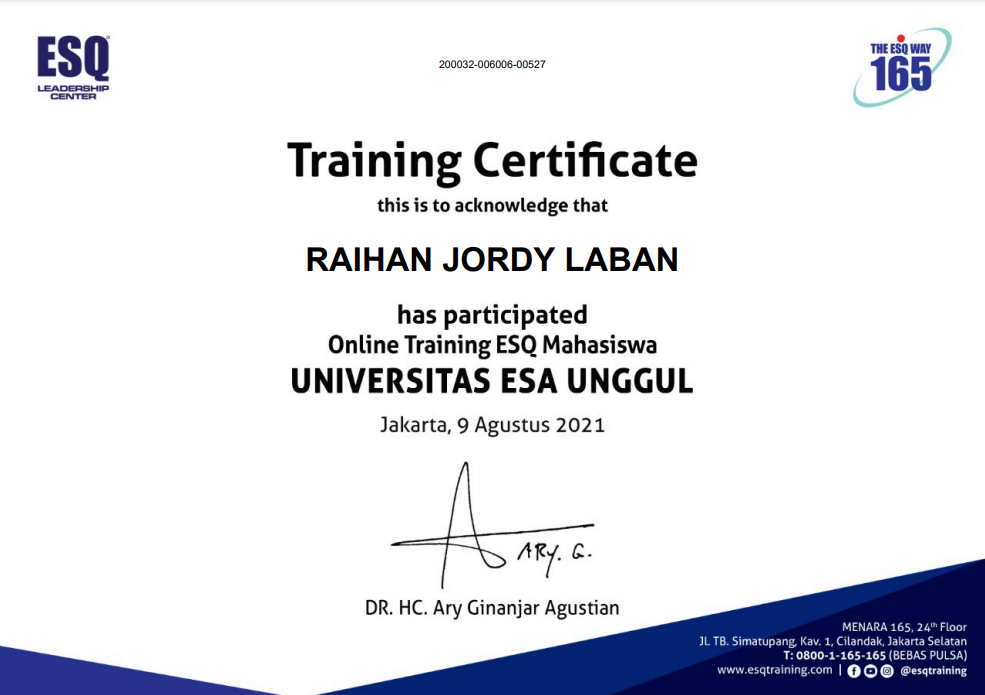 ESQ
LEADERSHIP
CENTER
200032-006006-00527
THE ESQ WAY
165
Training Certificate
this is to acknowledge that
RAIHAN JORDY LABAN
has participated
Online Training ESQ Mahasiswa
UNIVERSITAS ESA UNGGUL
Jakarta, 9 Agustus 2021
ARY. G.
DR. HC. Ary Ginanjar Agustian
MENARA 165, 24th Floor
Jl. TB. Simatupang, Kav. 1, Cilandak, Jakarta Selatan
T: 0800-1-165-165 (BEBAS PULSA)
www.esqtraining.com | @esqtraining